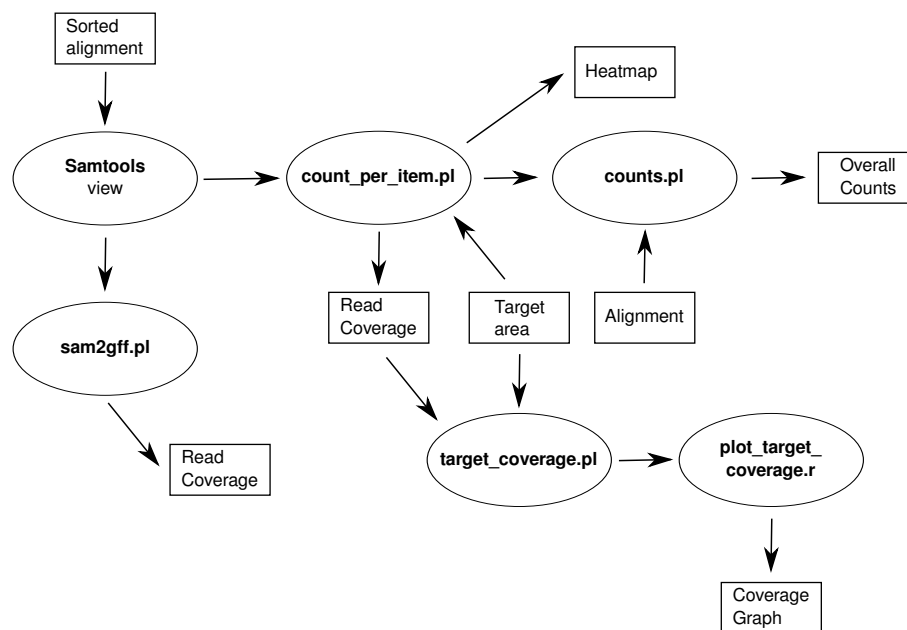 Sorted
alignment
Heatmap
Samtools
view
count_per_item.pl
counts.pl
Overall
Counts
Read
Coverage
Target
area
Alignment
sam2gff.pl
Read
Coverage
target_coverage.pl
plot_target_
coverage.r
Coverage
Graph